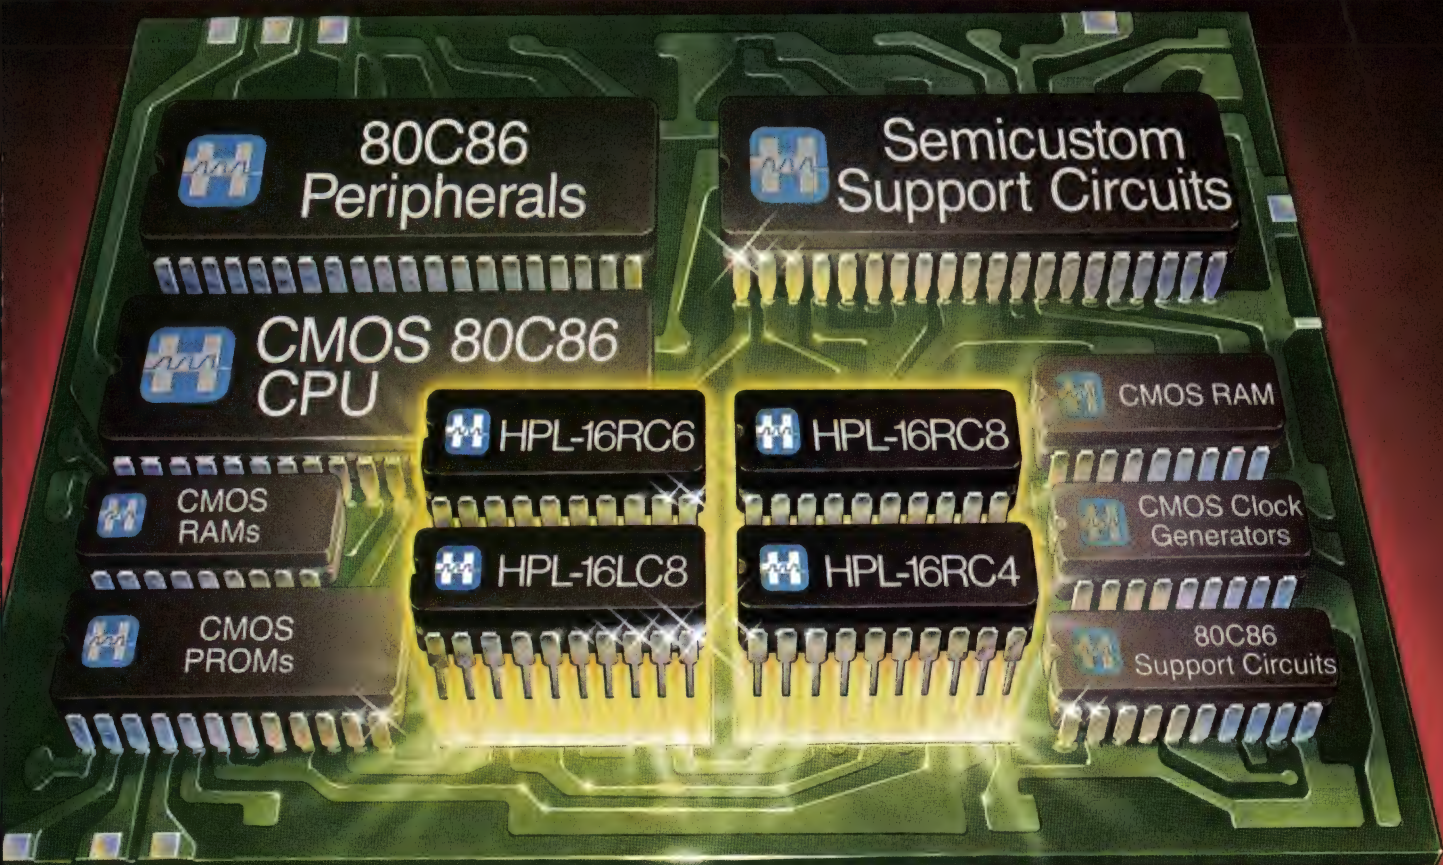 80C86
Peripherals
Semicustom
Support Circuits
CMOS 80C86
CPU
HPL-16RC6
HPL-16RC8
CMOS RAM
CMOS
RAMs
HPL-16LC8
HPL-16RC4
CMOS Clock
Generators
CMOS
PROMs
80C86
Support Circuits